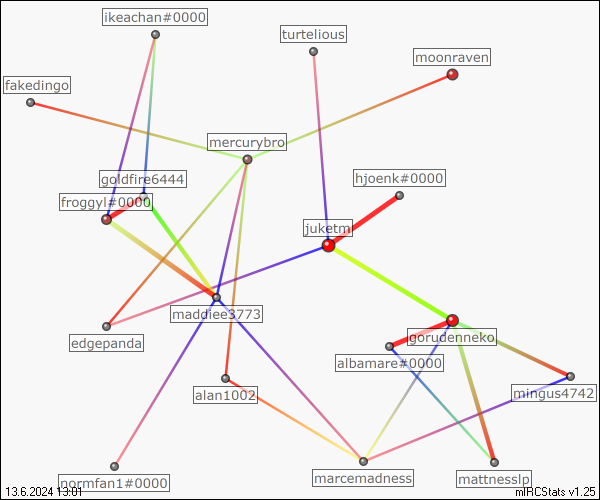 ikeachan#0000
turtelious
moonraven
fakedingo
mercurybro
goldfire6444
hjoenk#0000
froggyl#0000
juketm
maddiee3773
gorudenneko
edgepanda
albamare#0000
mingus4742
alan1002
marcemadness
mattnesslp
normfan1#0000
13.6.2024 13:01
mIRCStats v1.25